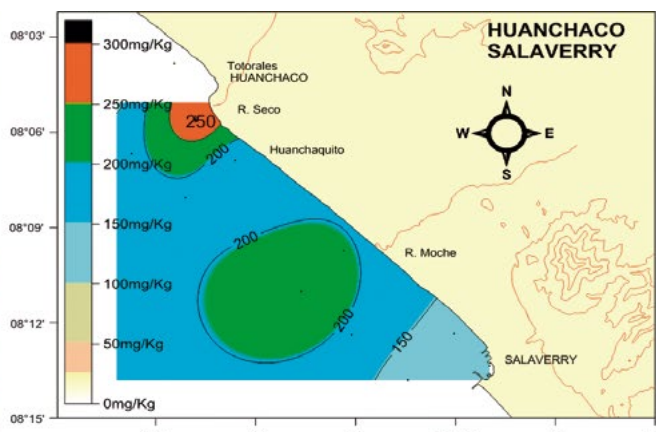 HUANCHACO
SALAVERRY
08°03'
08°06'
08°09'
08°12'
08°15'
300mg/Kg
250mg/Kg
200mg/Kg
150mg/Kg
100mg/Kg
50mg/Kg
0mg/Kg
Totorales
HUANCHACO
R. Seco
Huanchaquito
R. Moche
SALAVERRY
N
W
E
S
250
200
200
200
150